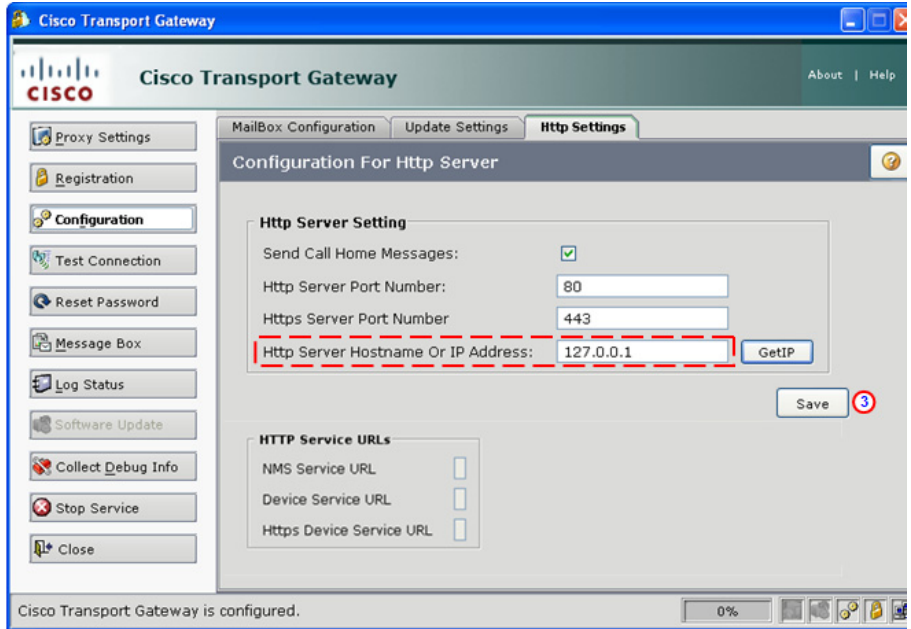 Cisco Transport Gateway
CISCO
Cisco Transport Gateway
About | Help
Proxy Settings
Registration
Configuration
Test Connection
Reset Password
Message Box
Log Status
Software Update
Collect Debug Info
Stop Service
Close
MailBox Configuration
Update Settings
Http Settings
Configuration For Http Server
?
Http Server Setting
Send Call Home Messages:
Http Server Port Number: 80
Https Server Port Number 443
Http Server Hostname Or IP Address: 127.0.0.1 GetIP
Save 3
HTTP Service URLs
NMS Service URL
Device Service URL
Https Device Service URL
Cisco Transport Gateway is configured. 0%